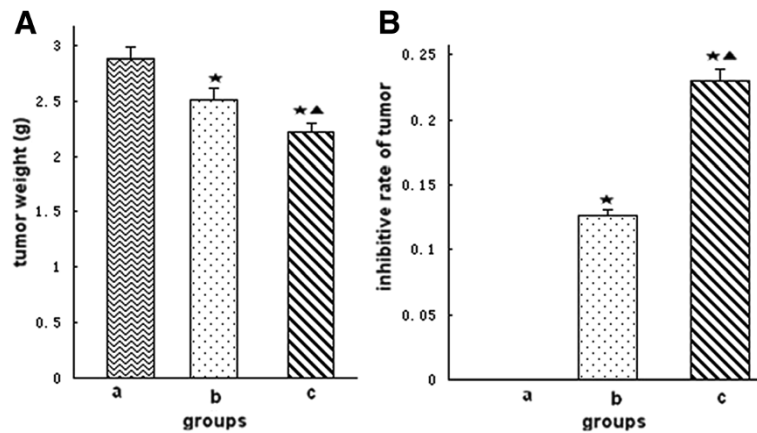 A
3
2.5
2
1.5
1
0.5
0
tumor weight (g)
★
★▲
a b c
groups
B
0.25
0.2
0.15
0.1
0.05
0
inhibitive rate of tumor
★
★▲
a b c
groups